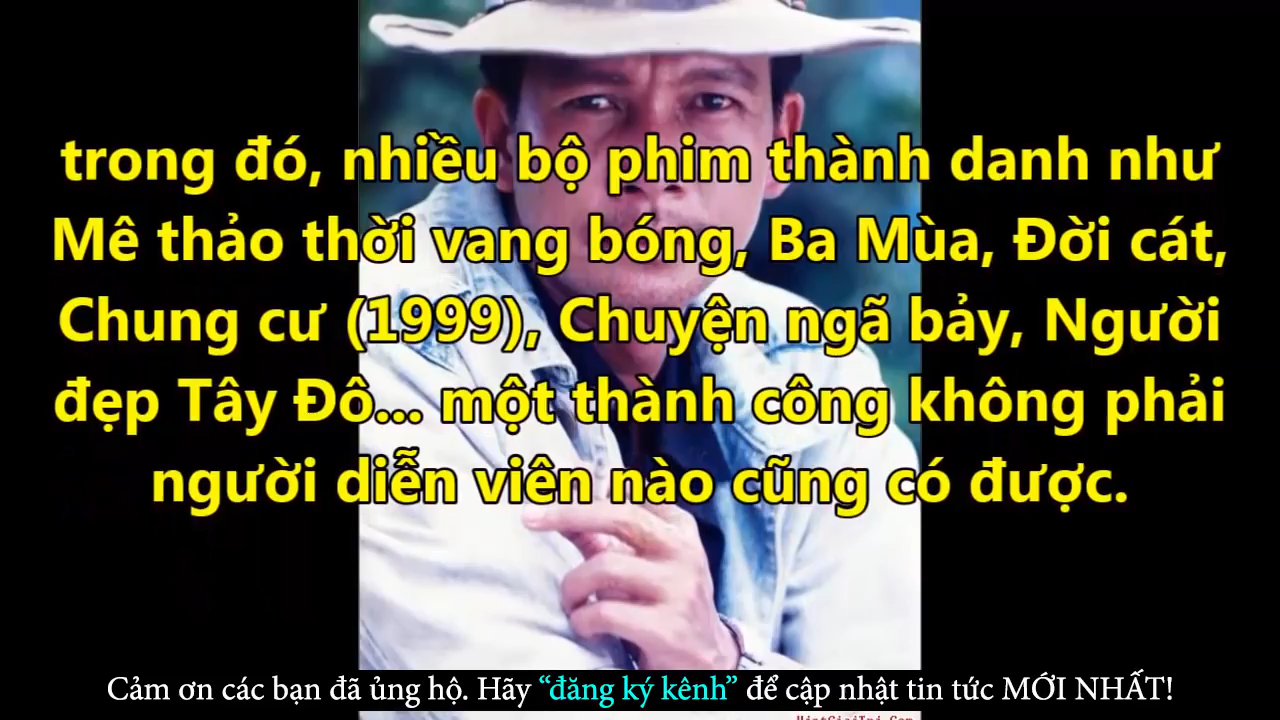 trong đó, nhiều bộ phim thành danh như
Mê thảo thời vang bóng, Ba Mùa, Đời cát,
Chung cư (1999), Chuyện ngã bảy, Người
đẹp Tây Đô... một thành công không phải
người diễn viên nào cũng có được.
Cảm ơn các bạn đã ủng hộ. Hãy “đăng ký kênh” để cập nhật tin tức MỚI NHẤT!